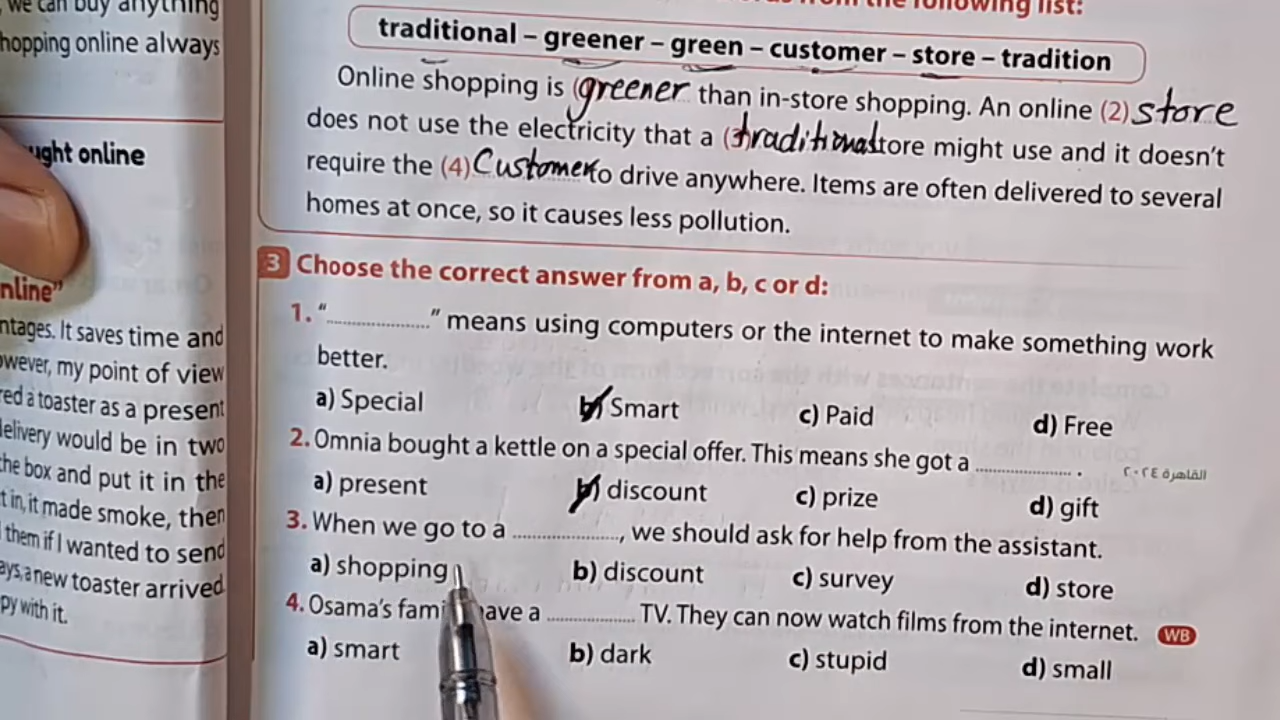 we can buy anything
hopping online always
ught online
nline"
ntages. It saves time and
owever, my point of view
red a toaster as a present
delivery would be in two
the box and put it in the
t in, it made smoke, then
them if I wanted to send
ays, a new toaster arrived
py with it.
from the following list:
traditional – greener – green – customer – store – tradition
Online shopping is (greener than in-store shopping. An online (2) store
does not use the electricity that a (3) traditional store might use and it doesn't
require the (4) Customer to drive anywhere. Items are often delivered to several
homes at once, so it causes less pollution.
3 Choose the correct answer from a, b, c or d:
1. "....................." means using computers or the internet to make something work
better.
a) Special b) Smart c) Paid d) Free
2. Omnia bought a kettle on a special offer. This means she got a ..................... . القاهرة ٢٠٢٤
a) present b) discount c) prize d) gift
3. When we go to a ....................., we should ask for help from the assistant.
a) shopping b) discount c) survey d) store
4. Osama's fami have a ..................... TV. They can now watch films from the internet. WB
a) smart b) dark c) stupid d) small